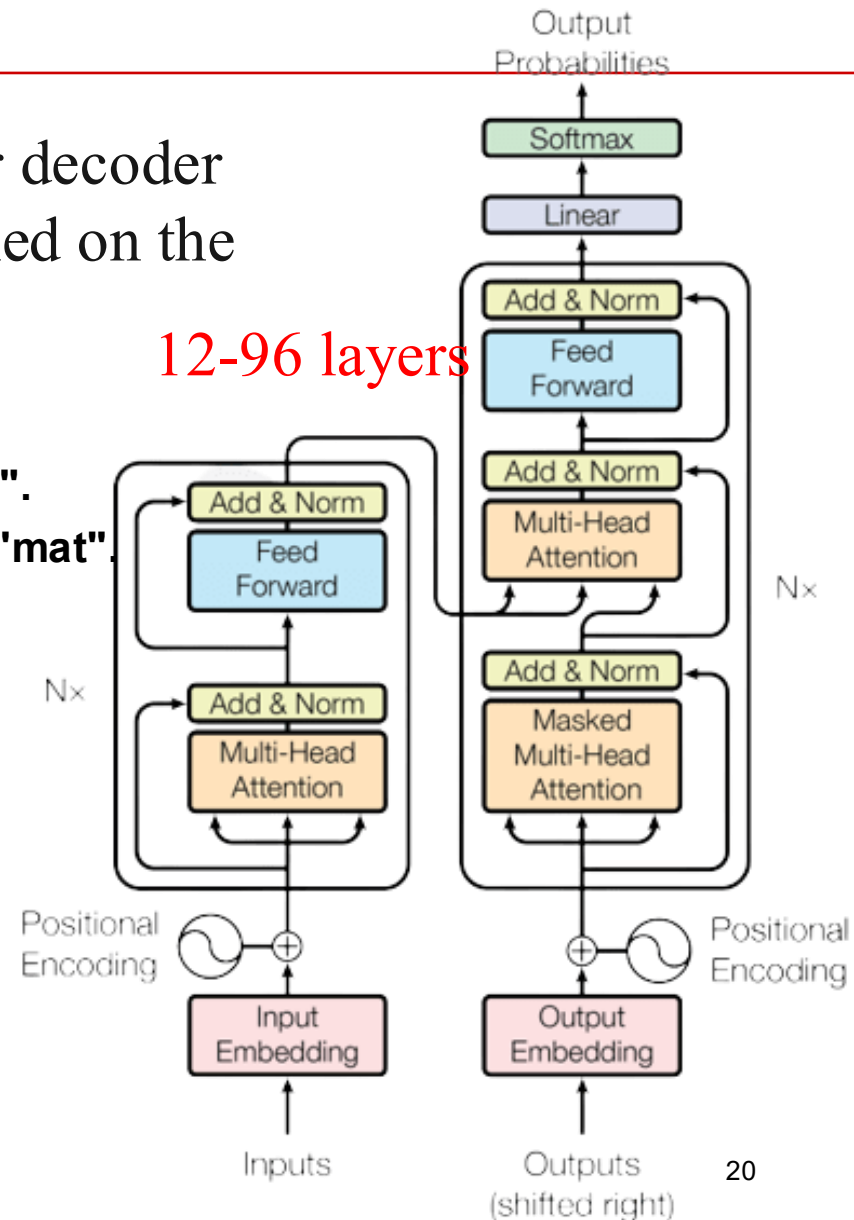 r decoder
ed on the
12-96 layers
".
"mat".
Output
Probabilities
Softmax
Linear
Add & Norm
Feed
Forward
Add & Norm
Multi-Head
Attention
Nx
Add & Norm
Masked
Multi-Head
Attention
Add & Norm
Feed
Forward
Nx
Add & Norm
Multi-Head
Attention
Positional
Encoding
Positional
Encoding
Input
Embedding
Output
Embedding
Inputs
Outputs
(shifted right)
20